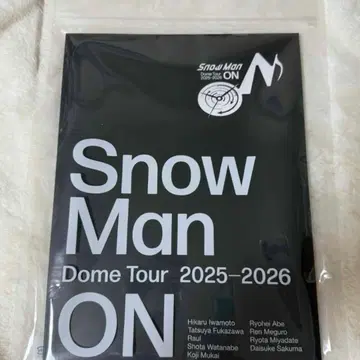 Snow Man
Dome Tour
2025-2026
ON
Snow
Man
Dome Tour 2025–2026
ON
Hikaru Iwamoto
Tatsuya Fukazawa
Raul
Shota Watanabe
Koji Mukai
Ryohei Abe
Ren Meguro
Ryota Miyadate
Daisuke Sakuma